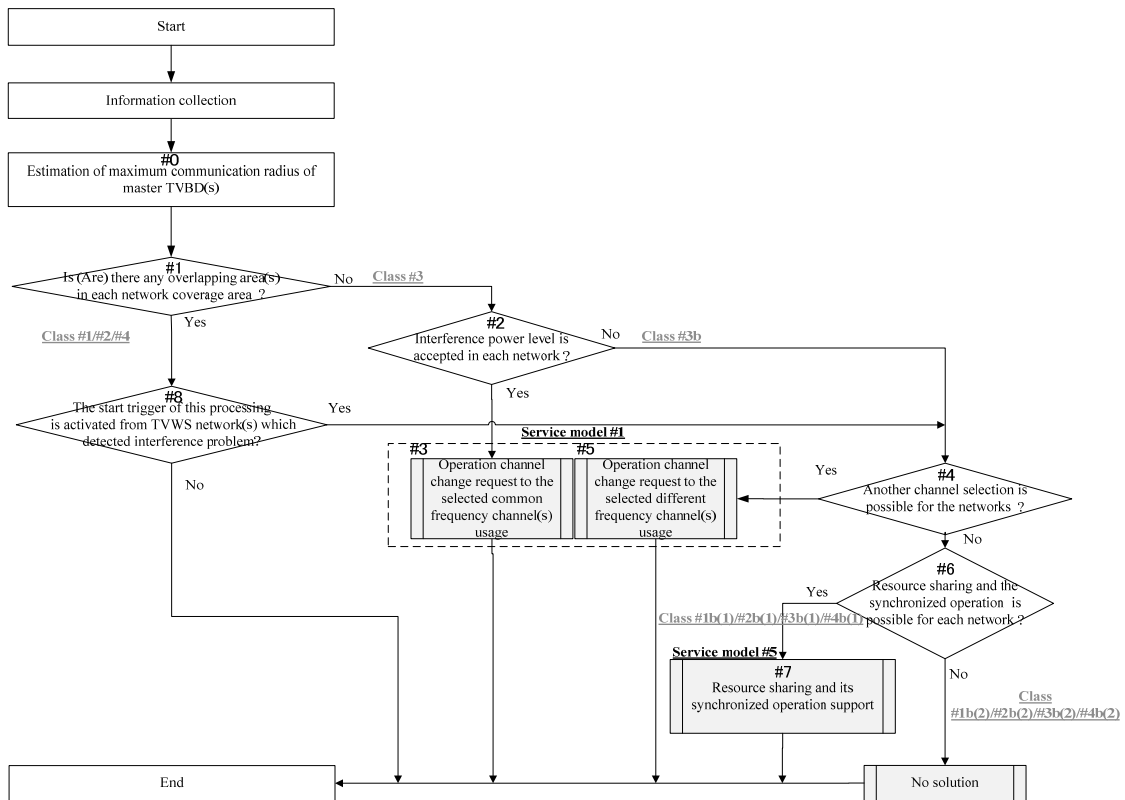 Start
Information collection
#0
Estimation of maximum communication radius of
master TVBD(s)
#1
Is (Are) there any overlapping area(s)
in each network coverage area ?
No
Class #3
Yes
Class #1/#2/#4
#2
Interference power level is
accepted in each network ?
No
Class #3b
Yes
#8
The start trigger of this processing
is activated from TVWS network(s) which
detected interference problem?
Yes
No
Service model #1
#3
Operation channel
change request to the
selected common
frequency channel(s)
usage
#5
Operation channel
change request to the
selected different
frequency channel(s)
usage
Yes
#4
Another channel selection is
possible for the networks ?
No
#6
Resource sharing and the
synchronized operation is
possible for each network ?
Yes
Class #1b(1)/#2b(1)/#3b(1)/#4b(1)
Service model #5
#7
Resource sharing and its
synchronized operation support
No
Class
#1b(2)/#2b(2)/#3b(2)/#4b(2)
End
No solution